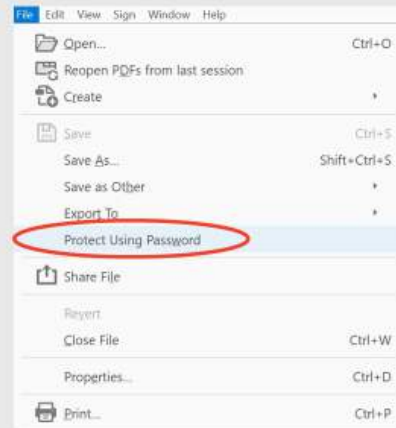 File Edit View Sign Window Help
Open... Ctrl+O
Reopen PDFs from last session
Create
Save Ctrl+S
Save As... Shift+Ctrl+S
Save as Other
Export To
Protect Using Password
Share File
Revert
Close File Ctrl+W
Properties... Ctrl+D
Print... Ctrl+P